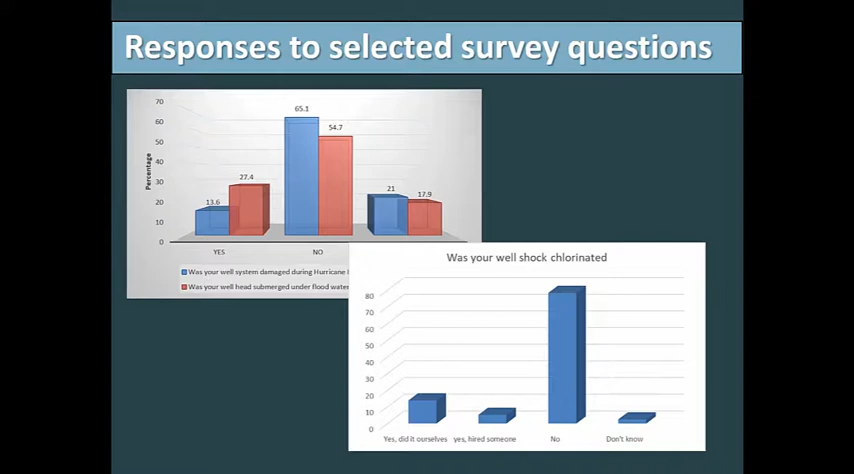 Responses to selected survey questions
70
60
50
40
30
20
10
0
Percentage
13.6
27.4
65.1
54.7
21
17.9
YES
NO
Was your well system damaged during Hurricane
Was your well head submerged under flood water
Was your well shock chlorinated
80
70
60
50
40
30
20
10
0
Yes, did it ourselves
yes, hired someone
No
Don't know